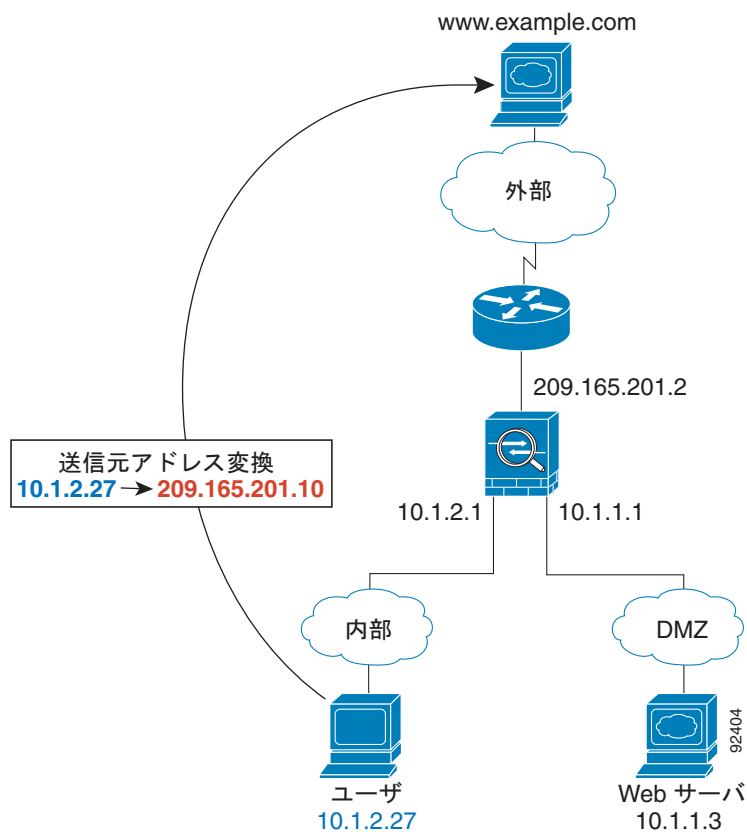 www.example.com
外部
209.165.201.2
送信元アドレス変換
10.1.2.27 → 209.165.201.10
10.1.2.1
10.1.1.1
内部
DMZ
92404
ユーザ
10.1.2.27
Web サーバ
10.1.1.3